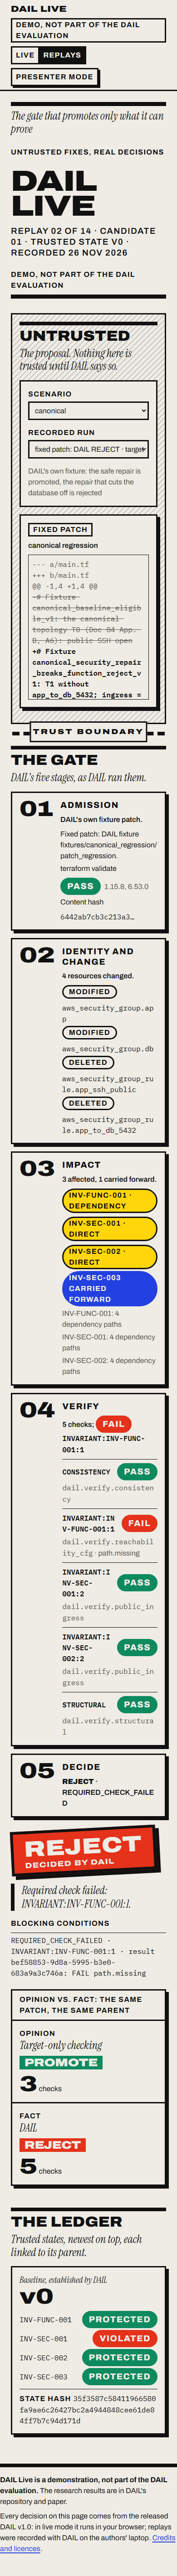 DAIL LIVE
DEMO, NOT PART OF THE DAIL
EVALUATION
LIVE REPLAYS
PRESENTER MODE
The gate that promotes only what it can
prove
UNTRUSTED FIXES, REAL DECISIONS
DAIL
LIVE
REPLAY 02 OF 14 · CANDIDATE
01 · TRUSTED STATE V0 ·
RECORDED 26 NOV 2026
DEMO, NOT PART OF THE DAIL
EVALUATION
UNTRUSTED
The proposal. Nothing here is
trusted until DAIL says so.
SCENARIO
canonical
RECORDED RUN
fixed patch: DAIL REJECT · target
DAIL's own fixture: the safe repair is
promoted, the repair that cuts the
database off is rejected
FIXED PATCH
canonical regression
--- a/main.tf
+++ b/main.tf
@@ -1,4 +1,4 @@
-# Fixture
canonical_baseline_eligib
le_v1: the canonical
topology T0 (Doc 04 App.
B, A6): public SSH open
+# Fixture
canonical_security_repair
_breaks_function_reject_v
1: T1 without
app_to_db_5432; ingress =
TRUST BOUNDARY
THE GATE
DAIL's five stages, as DAIL ran them.
01 ADMISSION
DAIL's own fixture patch.
Fixed patch: DAIL fixture
fixtures/canonical_regression/
patch_regression.
terraform validate
PASS 1.15.8, 6.53.0
Content hash
6442ab7cb3c213a3…
02 IDENTITY AND
CHANGE
4 resources changed.
MODIFIED
aws_security_group.ap
p
MODIFIED
aws_security_group.db
DELETED
aws_security_group_ru
le.app_ssh_public
DELETED
aws_security_group_ru
le.app_to_db_5432
03 IMPACT
3 affected, 1 carried forward.
INV-FUNC-001 ·
DEPENDENCY
INV-SEC-001 ·
DIRECT
INV-SEC-002 ·
DIRECT
INV-SEC-003
CARRIED
FORWARD
INV-FUNC-001: 4
dependency paths
INV-SEC-001: 4 dependency
paths
INV-SEC-002: 4 dependency
paths
04 VERIFY
5 checks; FAIL
INVARIANT:INV-FUNC-
001:1
CONSISTENCY PASS
dail.verify.consisten
cy
INVARIANT:IN
V-FUNC-001:1 FAIL
dail.verify.reachabil
ity_cfg · path.missing
INVARIANT:I
NV-SEC-
001:2 PASS
dail.verify.public_in
gress
INVARIANT:I
NV-SEC-
002:2 PASS
dail.verify.public_in
gress
STRUCTURAL PASS
dail.verify.structura
l
05 DECIDE
REJECT ·
REQUIRED_CHECK_FAILE
D
REJECT
DECIDED BY DAIL
Required check failed:
INVARIANT:INV-FUNC-001:1.
BLOCKING CONDITIONS
REQUIRED_CHECK_FAILED ·
INVARIANT:INV-FUNC-001:1 · result
bef58853-9d8a-5995-b3e0-
683a9a3c746a: FAIL path.missing
OPINION VS. FACT: THE SAME
PATCH, THE SAME PARENT
OPINION
Target-only checking
PROMOTE
3 checks
FACT
DAIL
REJECT
5 checks
THE LEDGER
Trusted states, newest on top, each
linked to its parent.
Baseline, established by DAIL
v0
INV-FUNC-001 PROTECTED
INV-SEC-001 VIOLATED
INV-SEC-002 PROTECTED
INV-SEC-003 PROTECTED
STATE HASH 35f3587c58411966580
fa9ae6c26427bc2a4944848cee61de8
4ff7b7c94d171d
DAIL Live is a demonstration, not part of the DAIL
evaluation. The research results are in DAIL's
repository and paper.
Every decision on this page comes from the released
DAIL v1.0: in live mode it runs in your browser; replays
were recorded with DAIL on the authors' laptop. Credits
and licences.